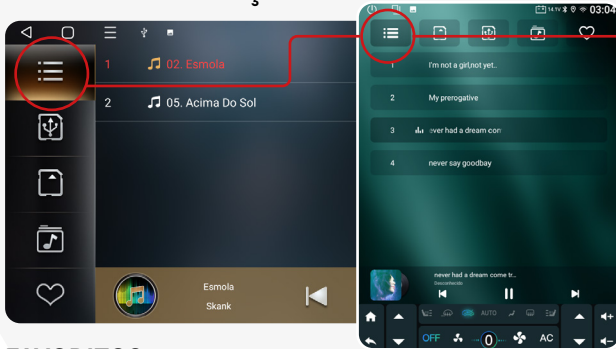 1 02. Esmola
2 05. Acima Do Sol
Esmola
Skank
14.1V 03:04
1 I'm not a girl,not yet..
2 My prerogative
3 ever had a dream com
4 never say goodbay
never had a dream come tr..
Desconhecido
AUTO
OFF 0 AC